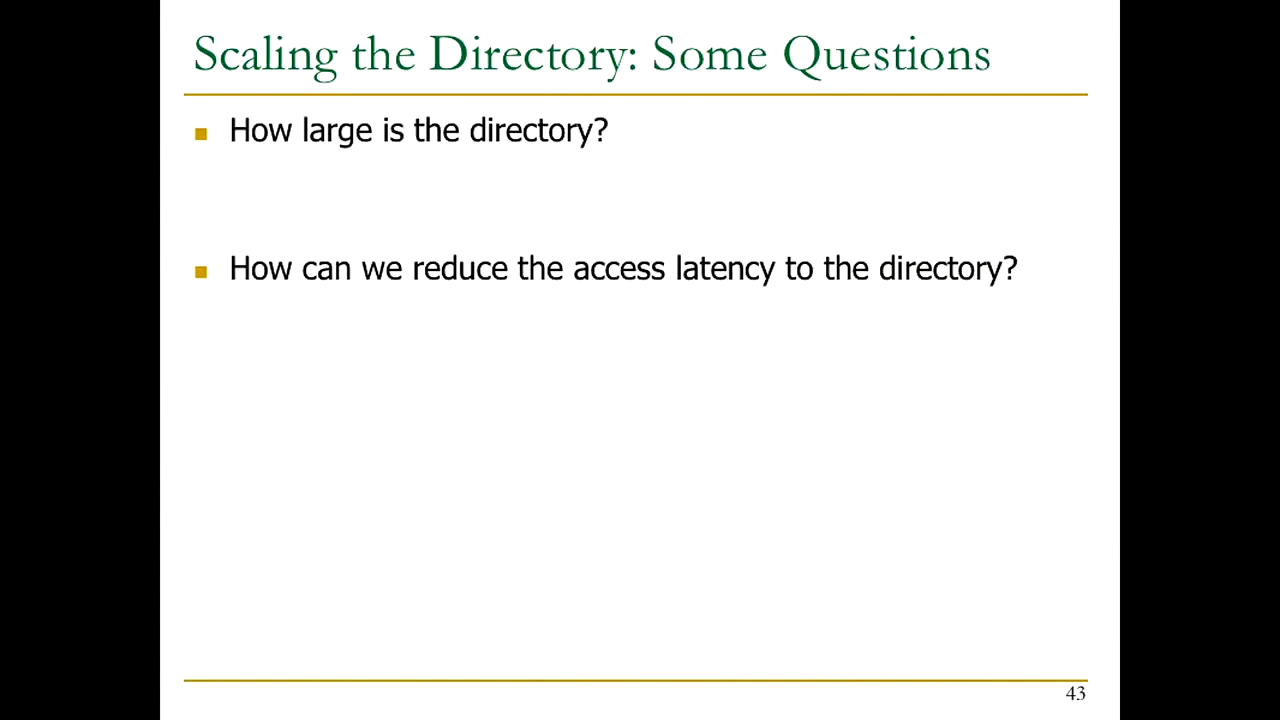 Scaling the Directory: Some Questions
How large is the directory?
How can we reduce the access latency to the directory?
43